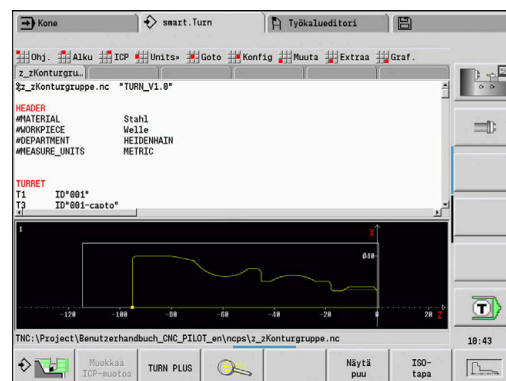 Kone smart.Turn Työkalueditori
Ohj. Alku ICP Units» Goto Konfig Muuta Extraa Graf.
z_zKonturgru…
%z_zKonturgruppe.nc "TURN_V1.0"
HEADER
#MATERIAL Stahl
#WORKPIECE Welle
#DEPARTMENT HEIDENHAIN
#MEASURE_UNITS METRIC
TURRET
T1 ID"001"
T3 ID"001-capto"
1
X
Ø40
-120 -100 -80 -60 -40 -20 0 20 Z
T
TNC:\Project\Benutzerhandbuch_CNC_PILOT_en\ncps\z_zKonturgruppe.nc
10:43
Muokkaa ICP-muotoa TURN PLUS Näytä puu ISO-tapa